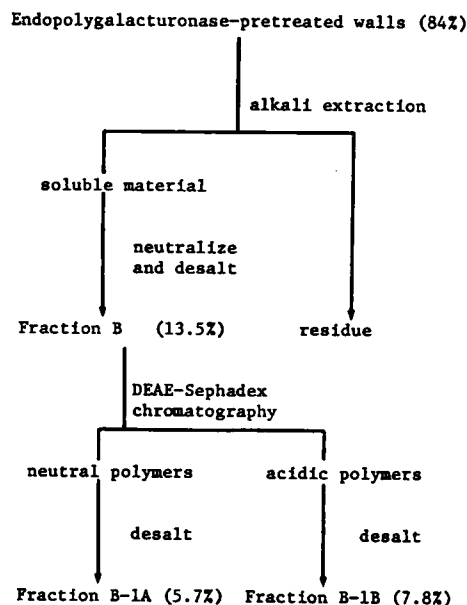 Endopolygalacturonase-pretreated walls (84%)
alkali extraction
soluble material
neutralize
and desalt
Fraction B (13.5%) residue
DEAE-Sephadex
chromatography
neutral polymers acidic polymers
desalt desalt
Fraction B-1A (5.7%) Fraction B-1B (7.8%)